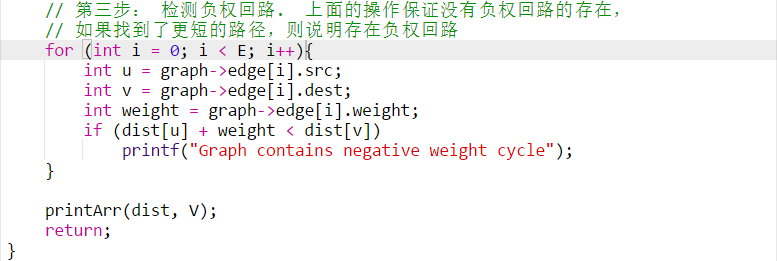 // 第三步： 检测负权回路． 上面的操作保证没有负权回路的存在，
// 如果找到了更短的路径，则说明存在负权回路
for (int i = 0; i < E; i++){
int u = graph->edge[i].src;
int v = graph->edge[i].dest;
int weight = graph->edge[i].weight;
if (dist[u] + weight < dist[v])
printf("Graph contains negative weight cycle");
}
printArr(dist, V);
return;
}